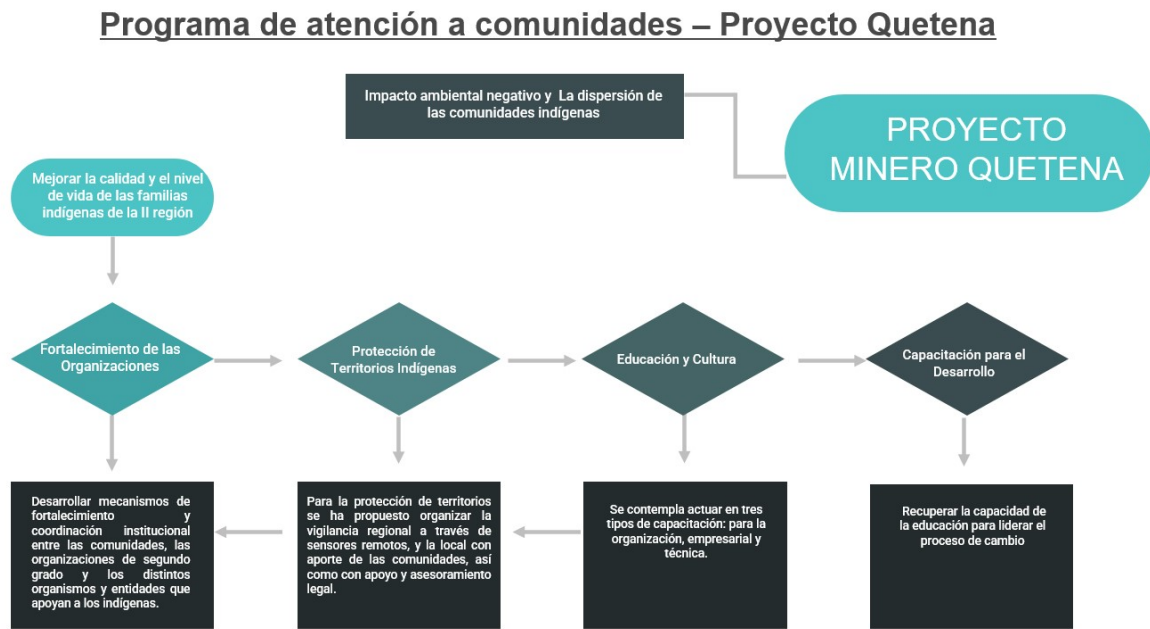 Programa de atención a comunidades – Proyecto Quetena
Impacto ambiental negativo y La dispersión de
las comunidades indígenas
PROYECTO
MINERO QUETENA
Mejorar la calidad y el nivel
de vida de las familias
indígenas de la II región
Fortalecimiento de las
Organizaciones
Protección de
Territorios Indígenas
Educación y Cultura
Capacitación para el
Desarrollo
Desarrollar mecanismos de
fortalecimiento y
coordinación institucional
entre las comunidades, las
organizaciones de segundo
grado y los distintos
organismos y entidades que
apoyan a los indígenas.
Para la protección de territorios
se ha propuesto organizar la
vigilancia regional a través de
sensores remotos, y la local con
aporte de las comunidades, así
como con apoyo y asesoramiento
legal.
Se contempla actuar en tres
tipos de capacitación: para la
organización, empresarial y
técnica.
Recuperar la capacidad de
la educación para liderar el
proceso de cambio